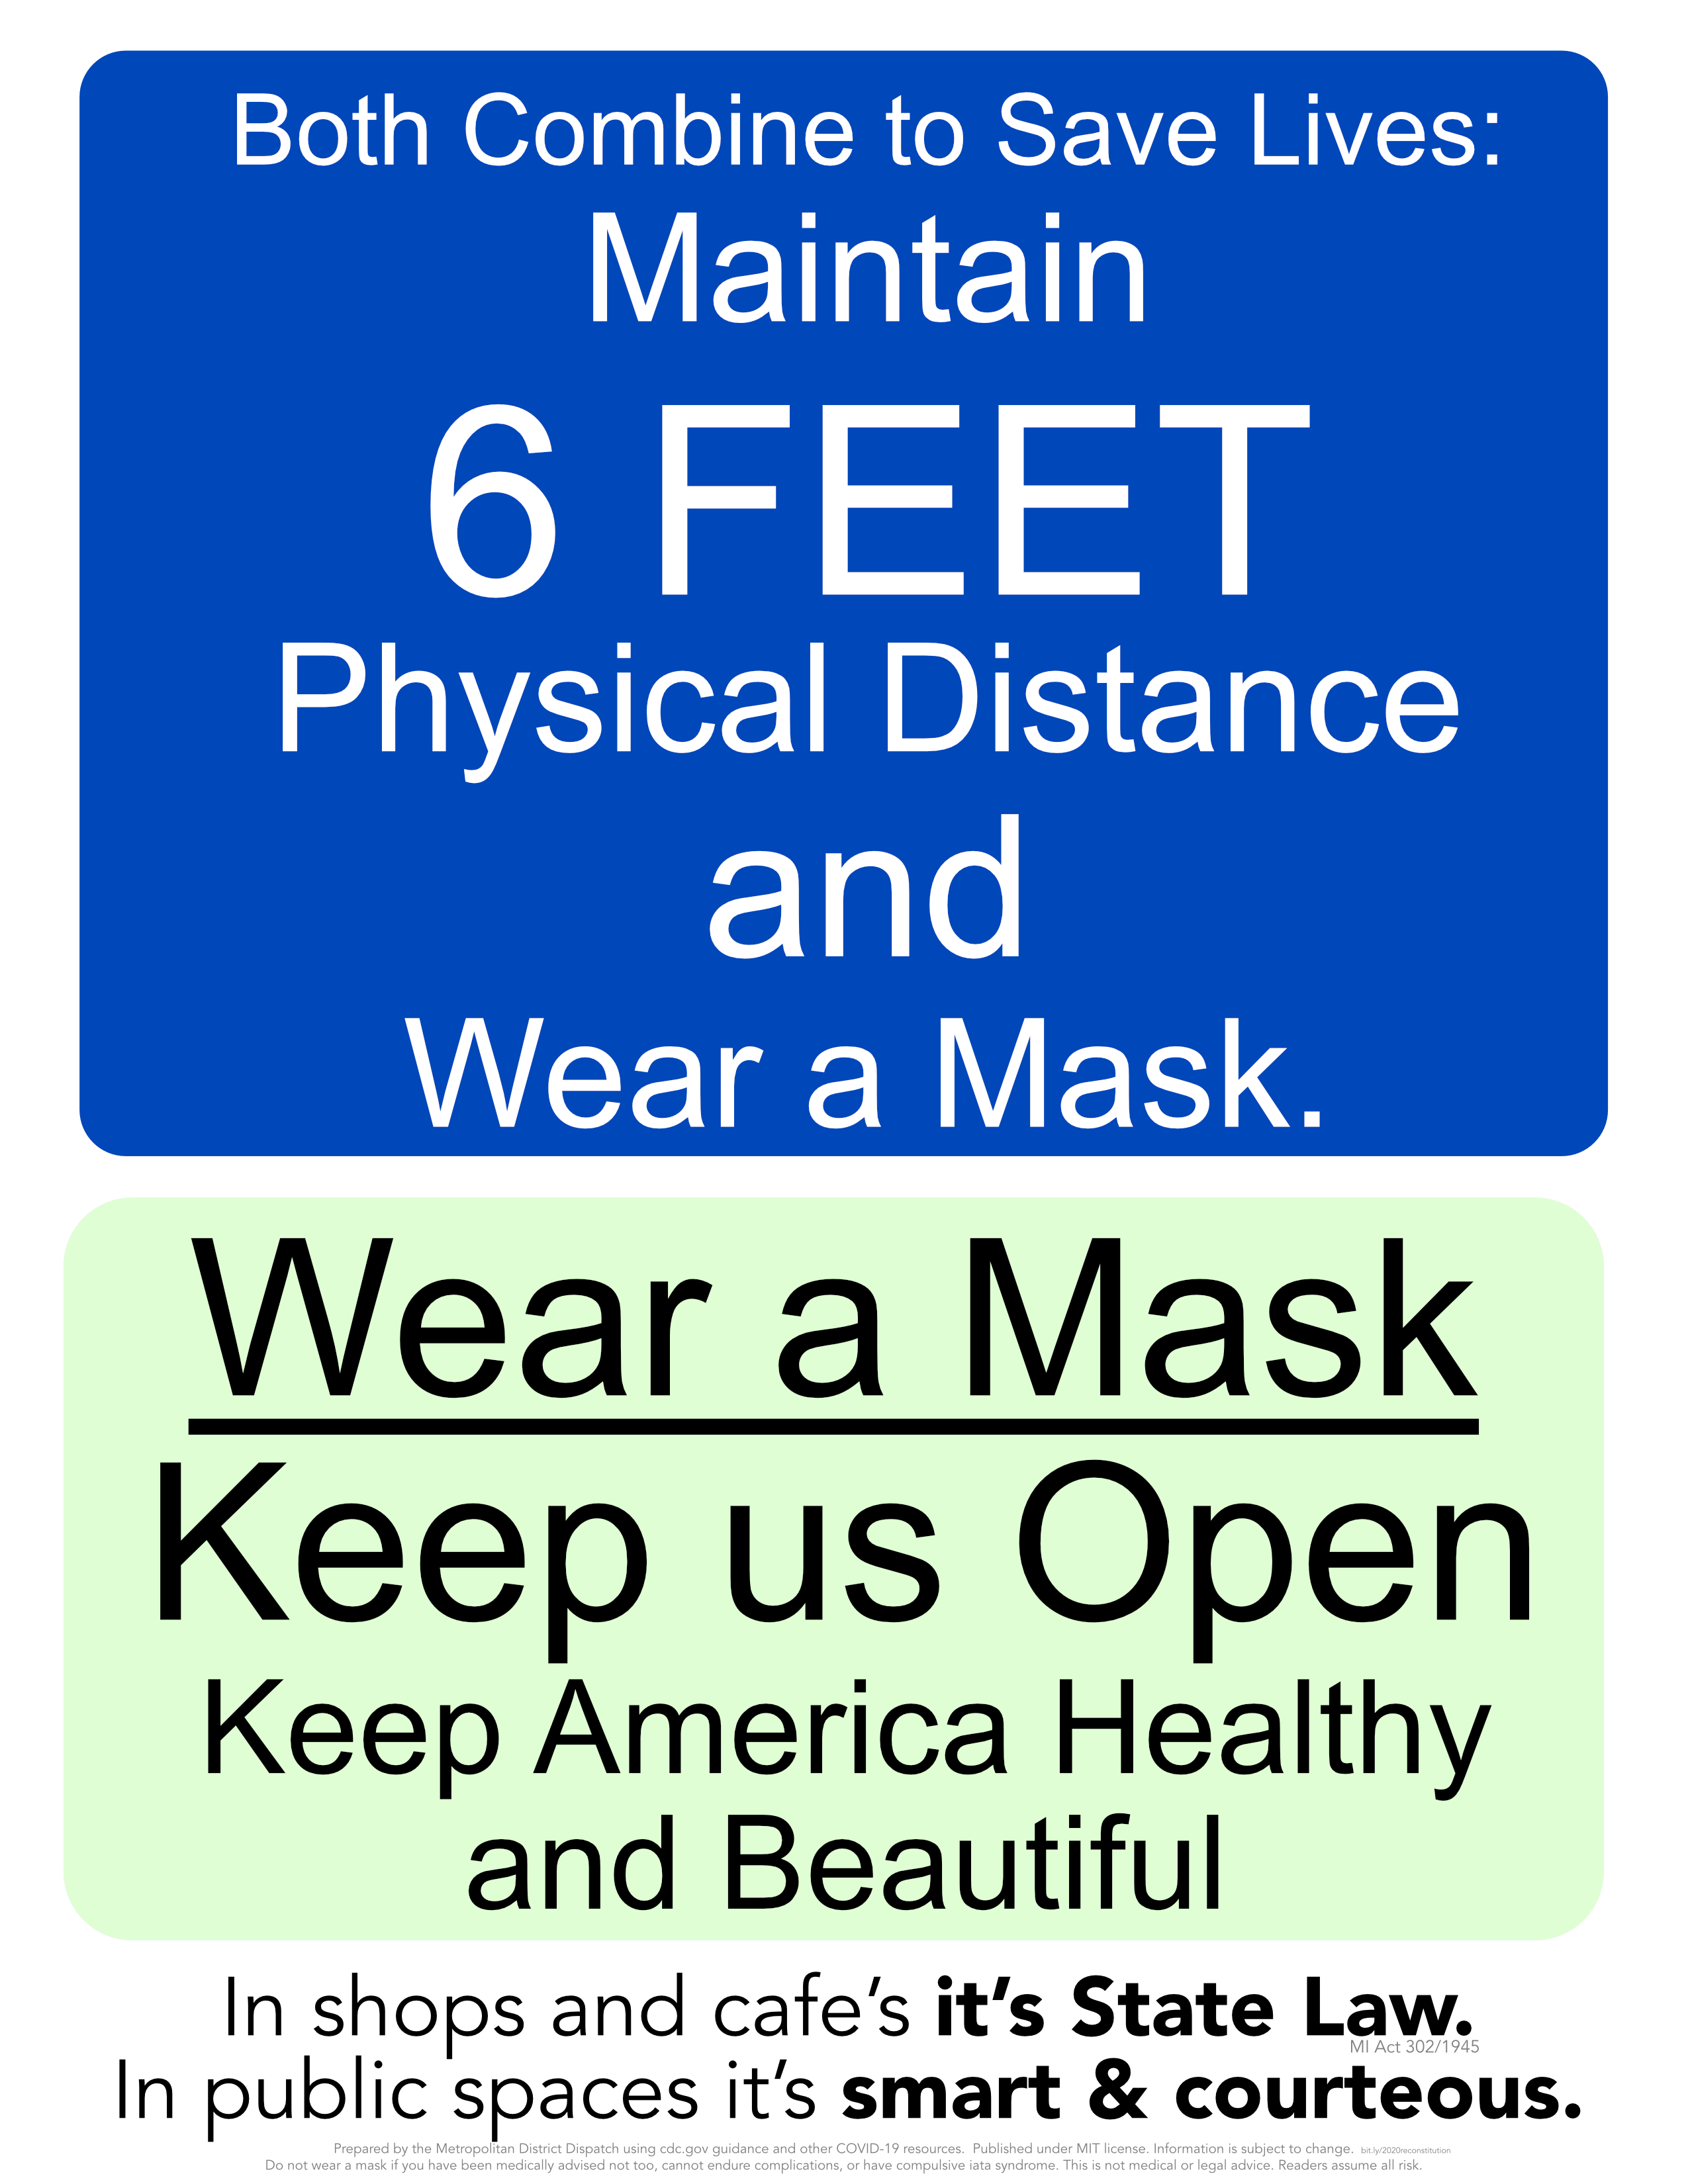 Both Combine to Save Lives:
Maintain
6 FEET
Physical Distance
and
Wear a Mask.
Wear a Mask
Keep us Open
Keep America Healthy
and Beautiful
In shops and cafe’s it’s State Law.
MI Act 302/1945
In public spaces it’s smart & courteous.
Prepared by the Metropolitan District Dispatch using cdc.gov guidance and other COVID-19 resources. Published under MIT license. Information is subject to change. bit.ly/2020reconstitution
Do not wear a mask if you have been medically advised not too, cannot endure complications, or have compulsive iata syndrome. This is not medical or legal advice. Readers assume all risk.